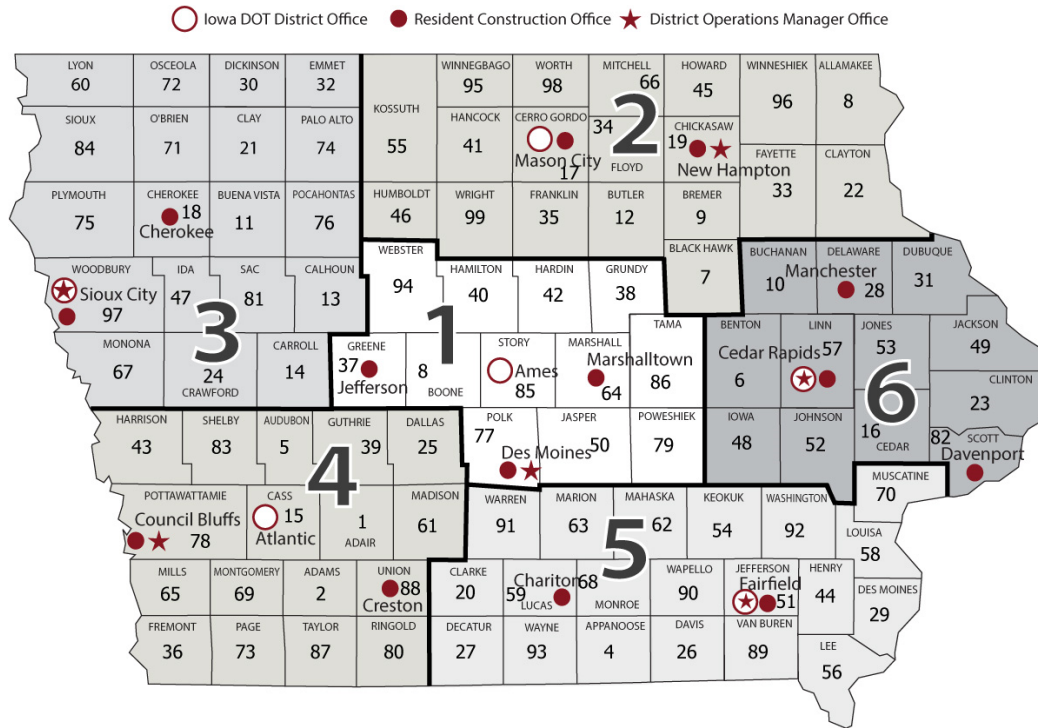 Iowa DOT District Office Resident Construction Office District Operations Manager Office
LYON
60
OSCEOLA
72
DICKINSON
30
EMMET
32
SIOUX
84
O'BRIEN
71
CLAY
21
PALO ALTO
74
PLYMOUTH
75
CHEROKEE
18
Cherokee
BUENA VISTA
11
POCAHONTAS
76
WOODBURY
Sioux City
97
IDA
47
SAC
81
CALHOUN
13
3
MONONA
67
24
CRAWFORD
CARROLL
14
KOSSUTH
55
WINNEGBAGO
95
WORTH
98
MITCHELL
66
HOWARD
45
WINNESHIEK
96
ALLAMAKEE
8
HANCOCK
41
CERRO GORDO
Mason City
17
2
34
FLOYD
CHICKASAW
19
New Hampton
FAYETTE
33
CLAYTON
22
HUMBOLDT
46
WRIGHT
99
FRANKLIN
35
BUTLER
12
BREMER
9
BLACK HAWK
7
WEBSTER
94
HAMILTON
40
HARDIN
42
GRUNDY
38
1
GREENE
37
Jefferson
8
BOONE
STORY
Ames
85
MARSHALL
Marshalltown
64
TAMA
86
POLK
77
Des Moines
JASPER
50
POWESHIEK
79
BUCHANAN
10
DELAWARE
Manchester
28
DUBUQUE
31
BENTON
6
LINN
57
Cedar Rapids
JONES
53
JACKSON
49
6
CLINTON
23
IOWA
48
JOHNSON
52
16
CEDAR
82
SCOTT
Davenport
HARRISON
43
SHELBY
83
AUDUBON
5
GUTHRIE
39
DALLAS
25
4
POTTAWATTAMIE
Council Bluffs
78
CASS
15
Atlantic
1
ADAIR
MADISON
61
MILLS
65
MONTGOMERY
69
ADAMS
2
UNION
88
Creston
FREMONT
36
PAGE
73
TAYLOR
87
RINGOLD
80
WARREN
91
MARION
63
MAHASKA
62
KEOKUK
54
WASHINGTON
92
MUSCATINE
70
LOUISA
58
5
CLARKE
20
Chariton
59
LUCAS
68
MONROE
WAPELLO
90
JEFFERSON
Fairfield
51
HENRY
44
DES MOINES
29
DECATUR
27
WAYNE
93
APPANOOSE
4
DAVIS
26
VAN BUREN
89
LEE
56